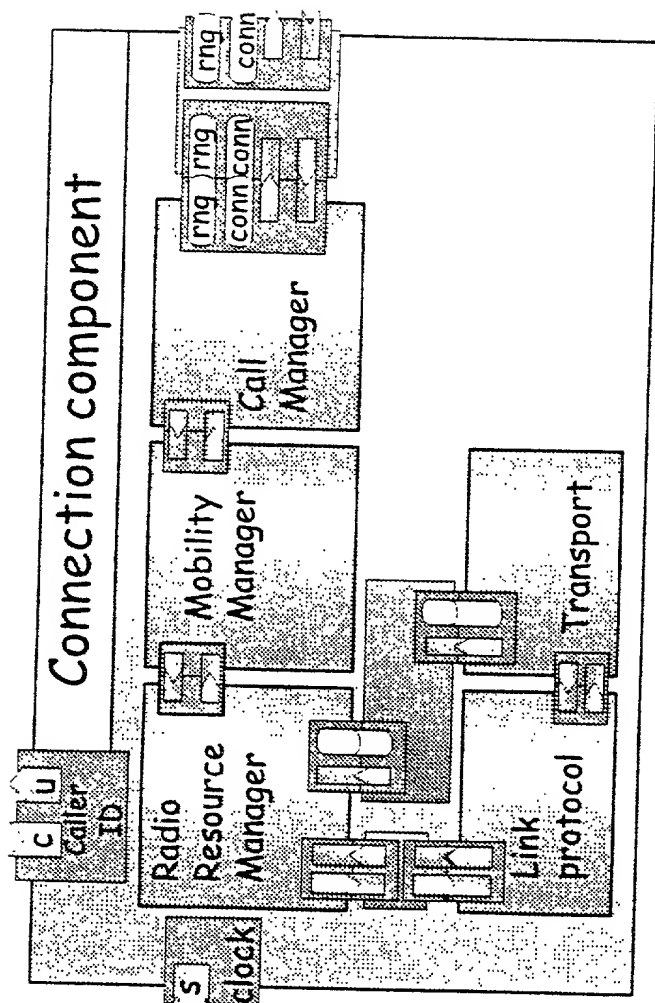 Connection component
c u
Caller
ID
s
clock
Radio
Resource
Manager
Mobility
Manager
Call
Manager
rng rng
conn conn
rng
conn
Link
protocol
Transport